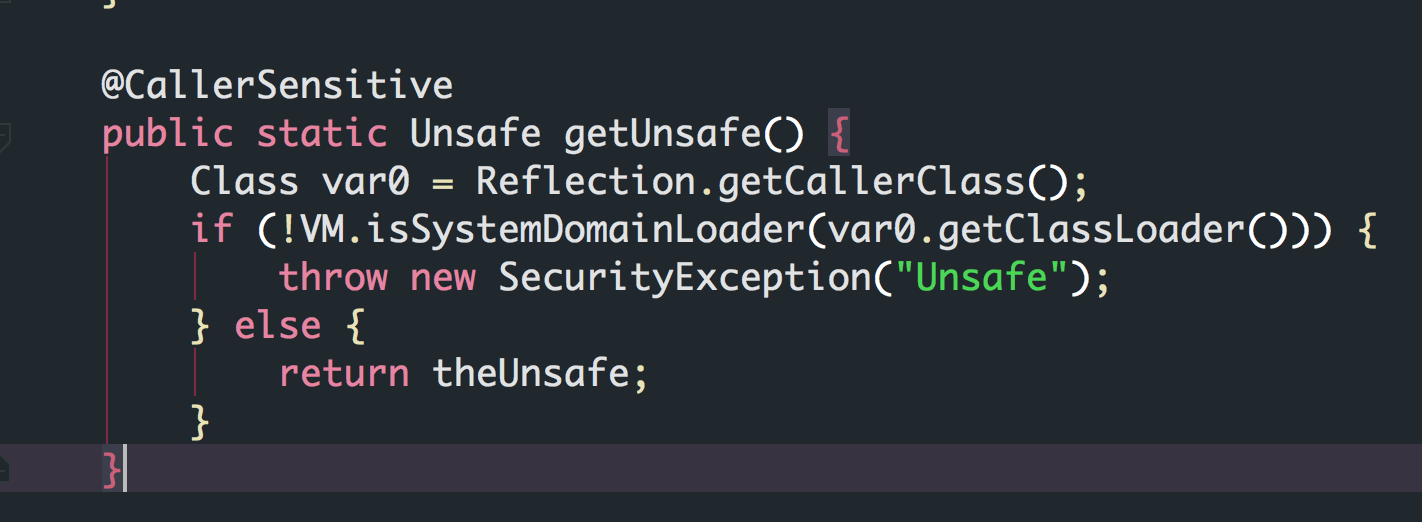 }
@CallerSensitive
public static Unsafe getUnsafe() {
Class var0 = Reflection.getCallerClass();
if (!VM.isSystemDomainLoader(var0.getClassLoader())) {
throw new SecurityException("Unsafe");
} else {
return theUnsafe;
}
}